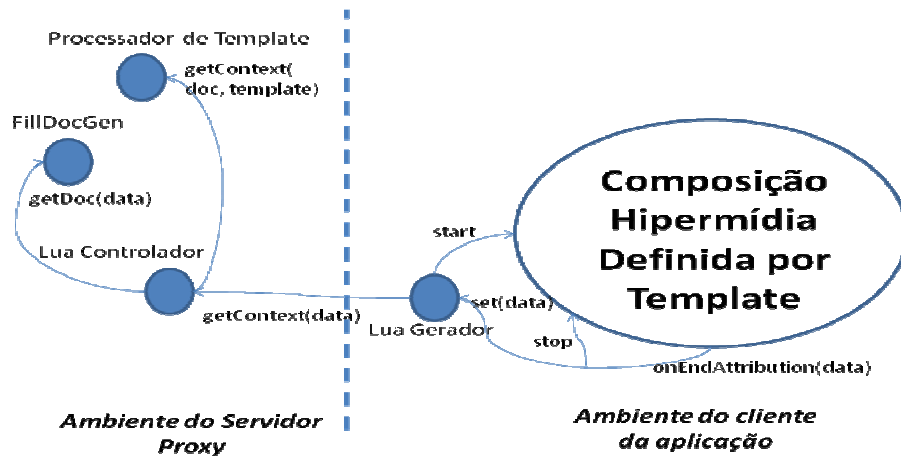 Processador de Template
getContext(
doc, template)
FillDocGen
getDoc(data)
Lua Controlador
getContext(data)
start
Lua Gerador
set(data)
stop
onEndAttribution(data)
Composição
Hipermídia
Definida por
Template
Ambiente do Servidor
Proxy
Ambiente do cliente
da aplicação